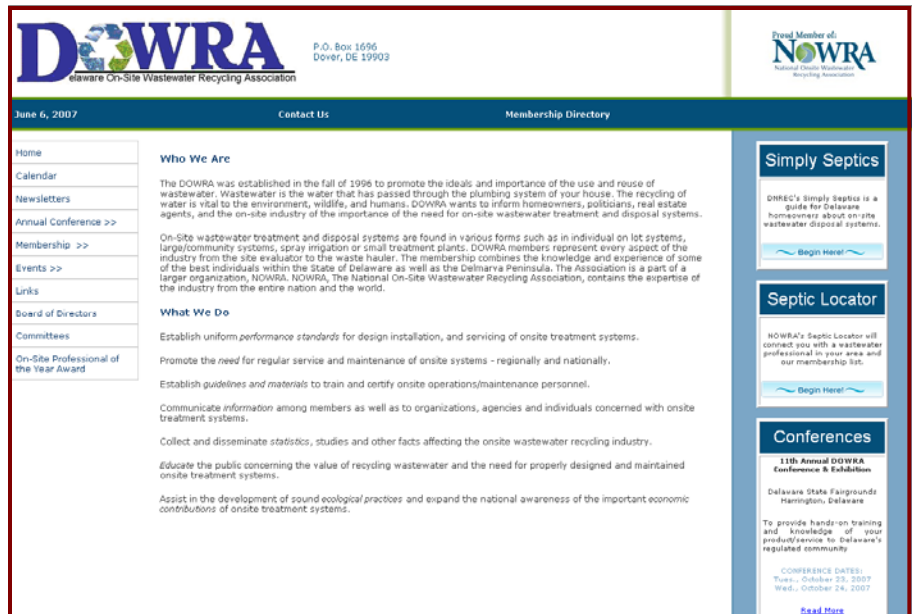 DOWRA
elaware On-Site Wastewater Recycling Association
P.O. Box 1696
Dover, DE 19903
Proud Member of:
NOWRA
National Onsite Wastewater
Recycling Association
June 6, 2007
Contact Us
Membership Directory
Home
Calendar
Newsletters
Annual Conference >>
Membership >>
Events >>
Links
Board of Directors
Committees
On-Site Professional of
the Year Award
Who We Are
The DOWRA was established in the fall of 1996 to promote the ideals and importance of the use and reuse of
wastewater. Wastewater is the water that has passed through the plumbing system of your house. The recycling of
water is vital to the environment, wildlife, and humans. DOWRA wants to inform homeowners, politicians, real estate
agents, and the on-site industry of the importance of the need for on-site wastewater treatment and disposal systems.
On-Site wastewater treatment and disposal systems are found in various forms such as in individual on lot systems,
large/community systems, spray irrigation or small treatment plants. DOWRA members represent every aspect of the
industry from the site evaluator to the waste hauler. The membership combines the knowledge and experience of some
of the best individuals within the State of Delaware as well as the Delmarva Peninsula. The Association is a part of a
larger organization, NOWRA. NOWRA, The National On-Site Wastewater Recycling Association, contains the expertise of
the industry from the entire nation and the world.
What We Do
Establish uniform performance standards for design installation, and servicing of onsite treatment systems.
Promote the need for regular service and maintenance of onsite systems - regionally and nationally.
Establish guidelines and materials to train and certify onsite operations/maintenance personnel.
Communicate information among members as well as to organizations, agencies and individuals concerned with onsite
treatment systems.
Collect and disseminate statistics, studies and other facts affecting the onsite wastewater recycling industry.
Educate the public concerning the value of recycling wastewater and the need for properly designed and maintained
onsite treatment systems.
Assist in the development of sound ecological practices and expand the national awareness of the important economic
contributions of onsite treatment systems.
Simply Septics
DNREC's Simply Septics is a
guide for Delaware
homeowners about on-site
wastewater disposal systems.
Begin Here!
Septic Locator
NOWRA's Septic Locator will
connect you with a wastewater
professional in your area and
our membership list.
Begin Here!
Conferences
11th Annual DOWRA
Conference & Exhibition
Delaware State Fairgrounds
Harrington, Delaware
To provide hands-on training
and knowledge of your
product/service to Delaware's
regulated community
CONFERENCE DATES:
Tues., October 23, 2007
Wed., October 24, 2007
Read More